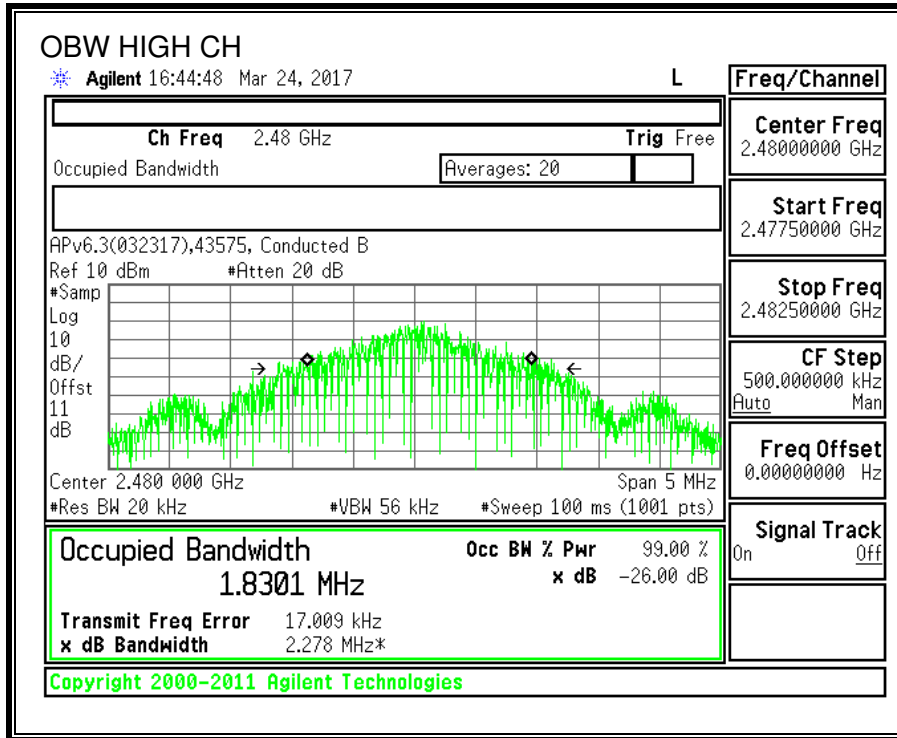 OBW HIGH CH
Agilent 16:44:48 Mar 24, 2017 L
Ch Freq 2.48 GHz Trig Free
Occupied Bandwidth Averages: 20
APv6.3(032317),43575, Conducted B
Ref 10 dBm #Atten 20 dB
#Samp
Log
10
dB/
Offst
11
dB
Center 2.480 000 GHz Span 5 MHz
#Res BW 20 kHz #VBW 56 kHz #Sweep 100 ms (1001 pts)
Occupied Bandwidth Occ BW % Pwr 99.00 %
1.8301 MHz x dB -26.00 dB
Transmit Freq Error 17.009 kHz
x dB Bandwidth 2.278 MHz*
Copyright 2000-2011 Agilent Technologies
Freq/Channel
Center Freq
2.48000000 GHz
Start Freq
2.47750000 GHz
Stop Freq
2.48250000 GHz
CF Step
500.000000 kHz
Auto Man
Freq Offset
0.00000000 Hz
Signal Track
On Off